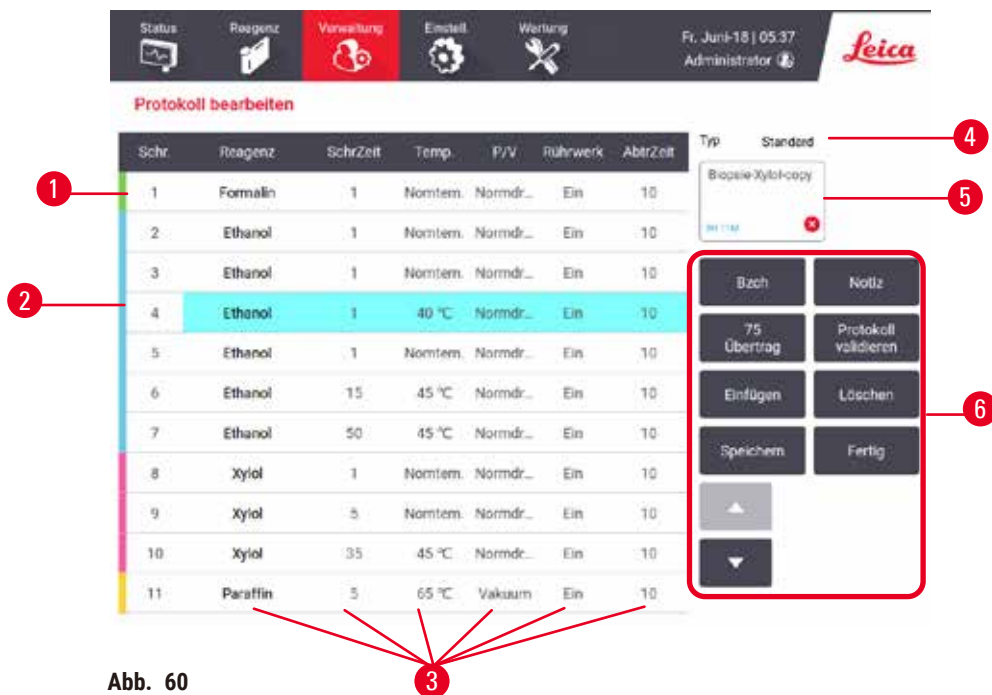 Status Reagenz Verwaltung Einstell. Wartung
Fr. Juni-18 | 05:37
Administrator
Leica
Protokoll bearbeiten
Schr. Reagenz SchrZeit Temp. P/V Rührwerk AbtrZeit
1 Formalin 1 Nomtem. Normdr... Ein 10
2 Ethanol 1 Nomtem. Normdr... Ein 10
3 Ethanol 1 Nomtem. Normdr... Ein 10
4 Ethanol 1 40 °C Normdr... Ein 10
5 Ethanol 1 Nomtem. Normdr... Ein 10
6 Ethanol 15 45 °C Normdr... Ein 10
7 Ethanol 50 45 °C Normdr... Ein 10
8 Xylol 1 Nomtem. Normdr... Ein 10
9 Xylol 5 Nomtem. Normdr... Ein 10
10 Xylol 35 45 °C Normdr... Ein 10
11 Paraffin 5 65 °C Vakuum Ein 10
Typ Standard
Biopsie-Xylol-copy
Bzch Notiz
75
Übertrag
Protokoll
validieren
Einfügen Löschen
Speichern Fertig
1
2
3
4
5
6
Abb. 60